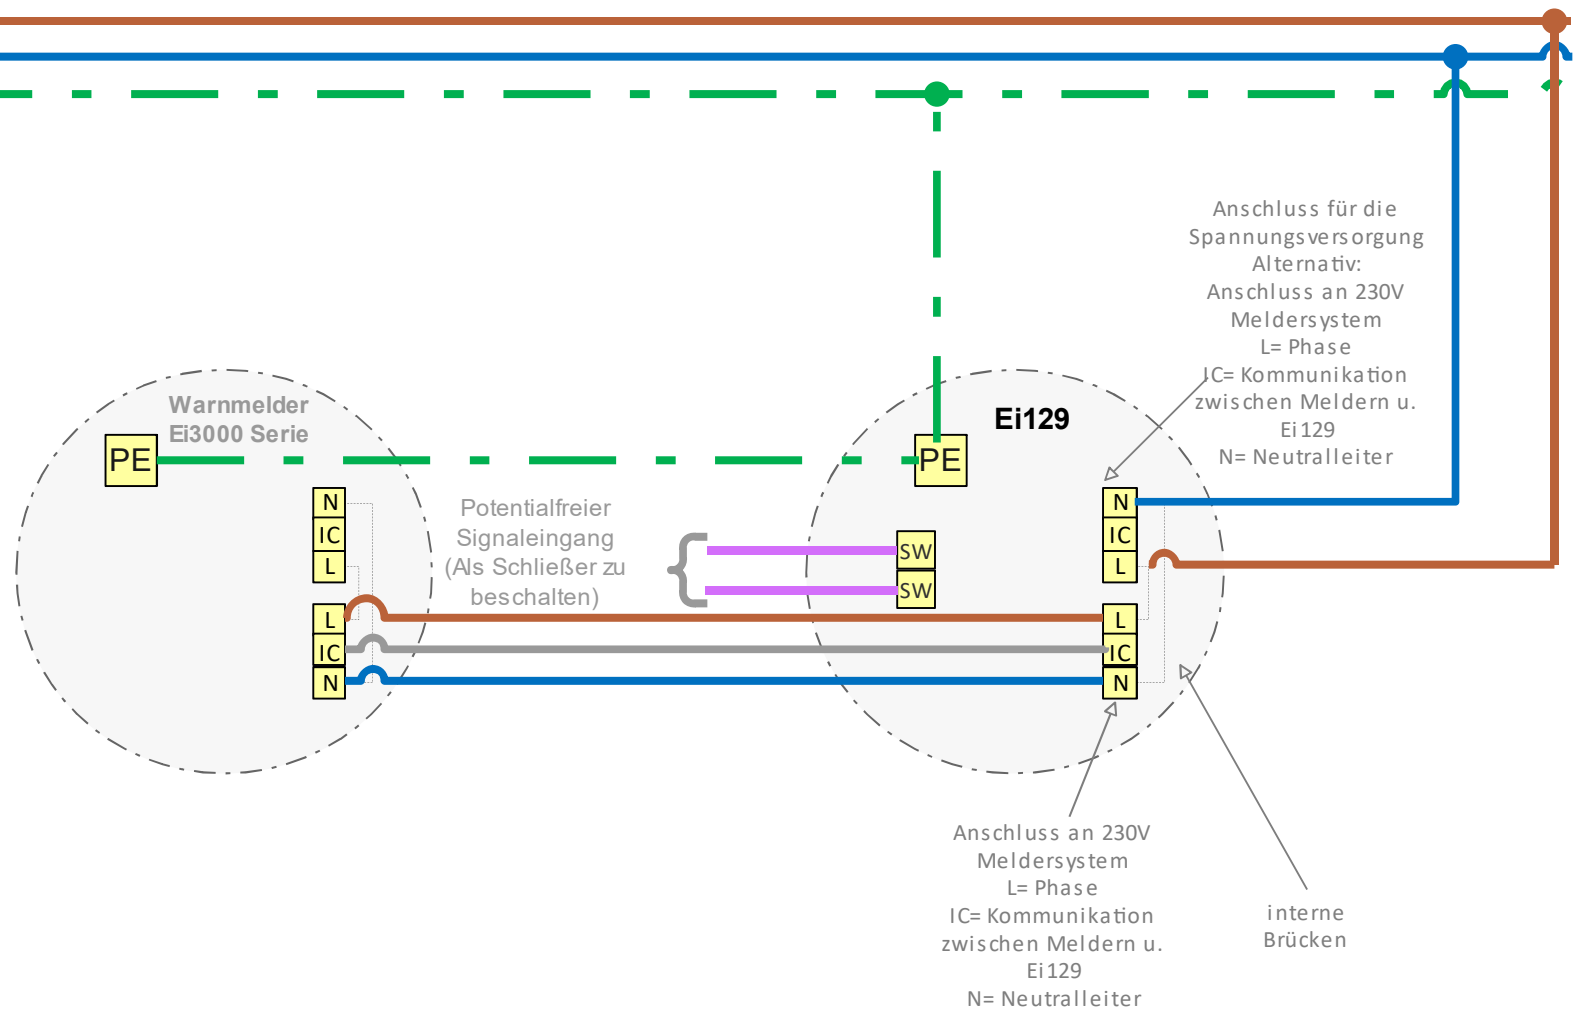 Anschluss für die
Spannungsversorgung
Alternativ:
Anschluss an 230V
Meldersystem
L= Phase
IC= Kommunikation
zwischen Meldern u.
Ei129
N= Neutralleiter
Warnmelder
Ei3000 Serie
PE
N
IC
L
L
IC
N
Potentialfreier
Signaleingang
(Als Schließer zu
beschalten)
Ei129
PE
SW
SW
N
IC
L
L
IC
N
Anschluss an 230V
Meldersystem
L= Phase
IC= Kommunikation
zwischen Meldern u.
Ei129
N= Neutralleiter
interne
Brücken